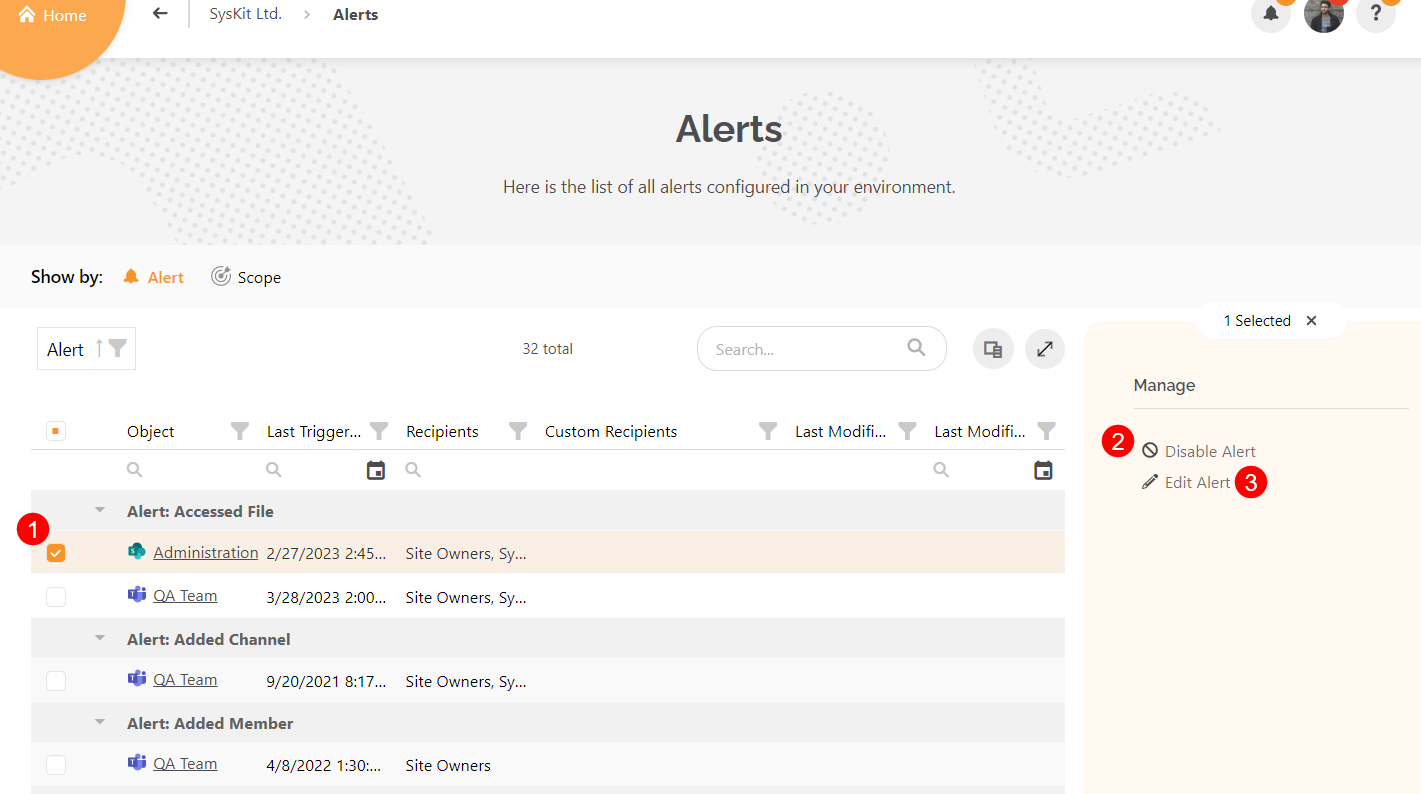 Home
SysKit Ltd. > Alerts
?
Alerts
Here is the list of all alerts configured in your environment.
Show by: Alert Scope
1 Selected ×
Alert
32 total
Search...
Manage
Object Last Trigger... Recipients Custom Recipients Last Modifi... Last Modifi...
2 Disable Alert
3 Edit Alert
Alert: Accessed File
1
Administration 2/27/2023 2:45... Site Owners, Sy...
QA Team 3/28/2023 2:00... Site Owners, Sy...
Alert: Added Channel
QA Team 9/20/2021 8:17... Site Owners, Sy...
Alert: Added Member
QA Team 4/8/2022 1:30:... Site Owners